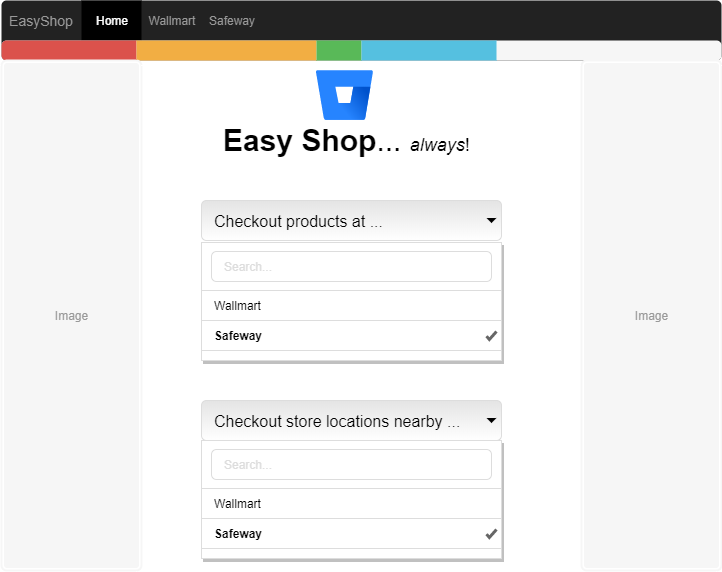 EasyShop Home Wallmart Safeway
Easy Shop... always!
Checkout products at ...
Search...
Wallmart
Safeway
Image
Image
Checkout store locations nearby ...
Search...
Wallmart
Safeway